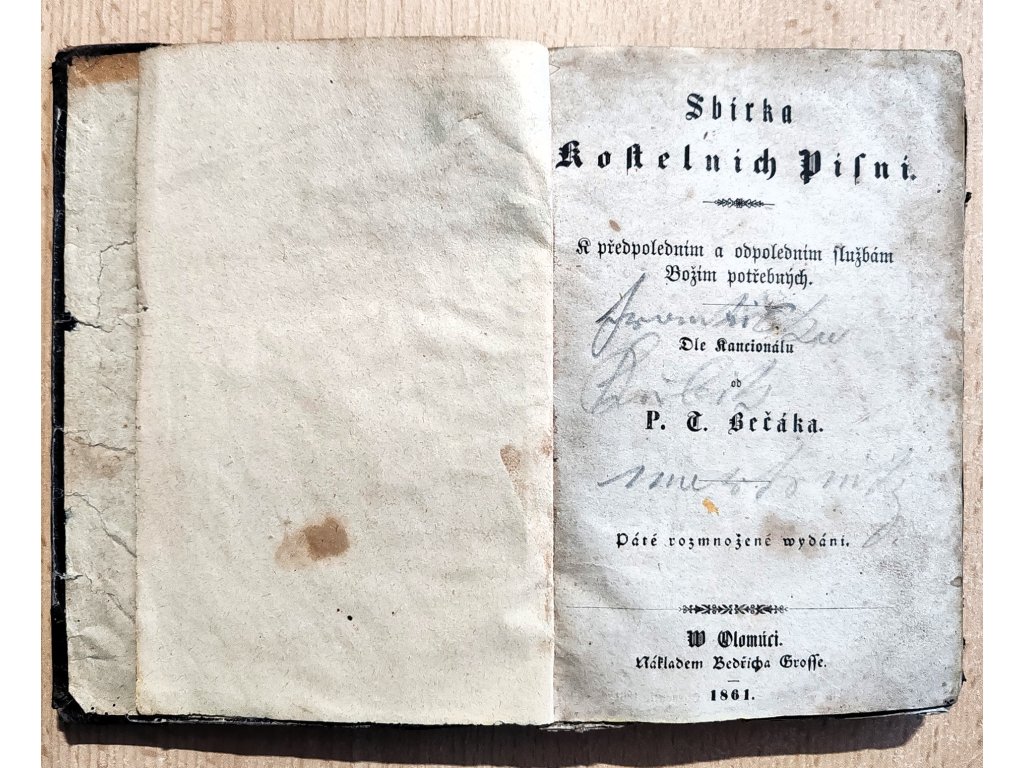 Sbírka
Kostelních Písní.
K předpoledním a odpoledním službám
Božím potřebných.
Dle Kancionálu
od
P. T. Bečáka.
Páté rozmnožené wydání.
W Olomúci.
Nákladem Bedřicha Grosse.
1861.